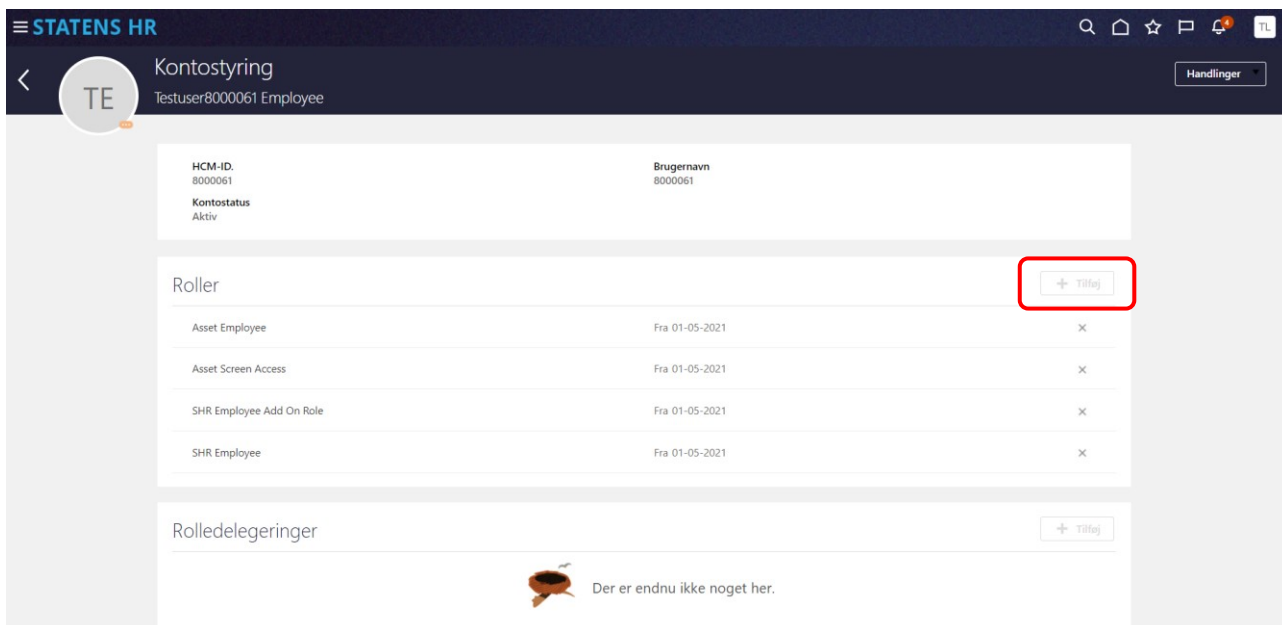 STATENS HR
4
TL
Kontostyring
Handlinger
TE
Testuser8000061 Employee
HCM-ID.
8000061
Brugernavn
8000061
Kontostatus
Aktiv
Roller
Tilføj
Asset Employee Fra 01-05-2021
Asset Screen Access Fra 01-05-2021
SHR Employee Add On Role Fra 01-05-2021
SHR Employee Fra 01-05-2021
Rolledelegeringer
Tilføj
Der er endnu ikke noget her.